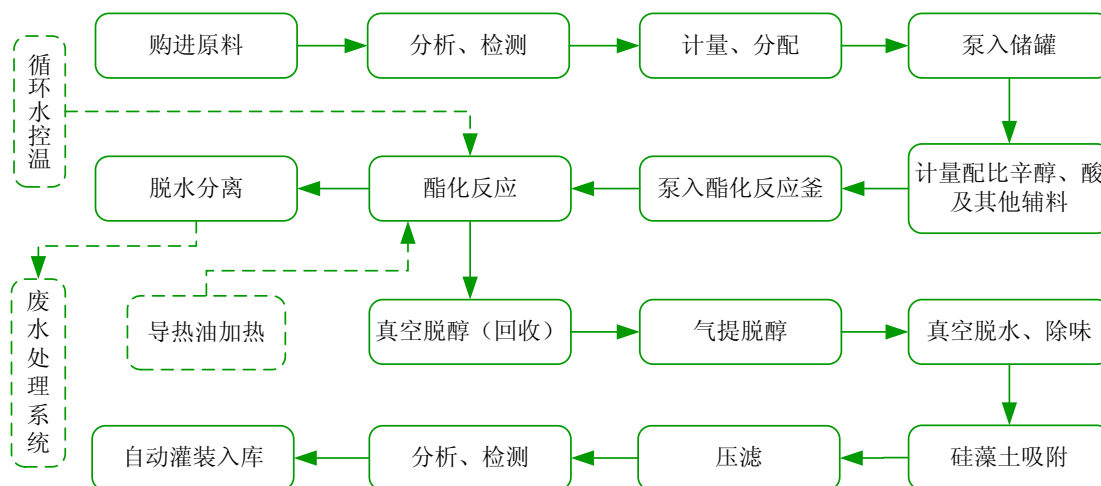 购进原料
分析、检测
计量、分配
泵入储罐
循环水控温
脱水分离
酯化反应
泵入酯化反应釜
计量配比辛醇、酸
及其他辅料
废水处理系统
导热油加热
真空脱醇（回收）
气提脱醇
真空脱水、除味
自动灌装入库
分析、检测
压滤
硅藻土吸附